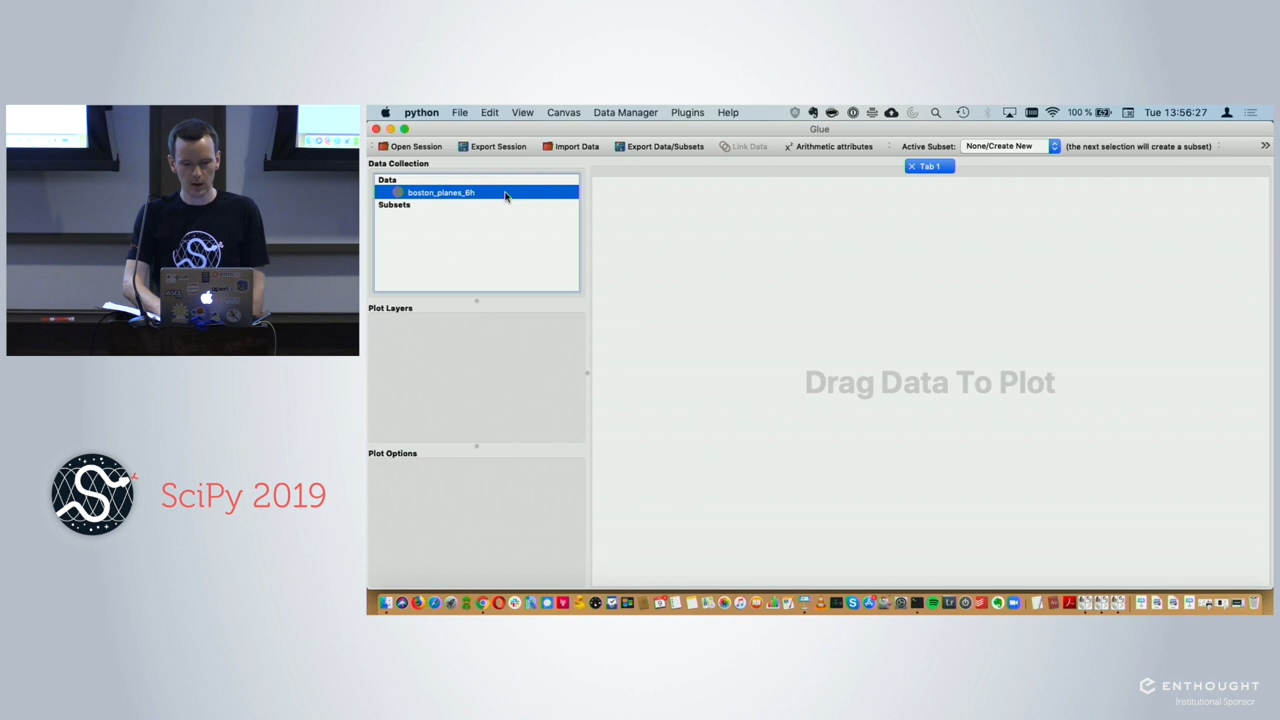 python File Edit View Canvas Data Manager Plugins Help 100 % Tue 13:56:27
Glue
Open Session Export Session Import Data Export Data/Subsets Link Data Arithmetic attributes Active Subset: None/Create New (the next selection will create a subset)
Data Collection
Tab 1
Data
boston_planes_6h
Subsets
Plot Layers
Drag Data To Plot
Plot Options
SciPy 2019
ENTHOUGHT
Institutional Sponsor